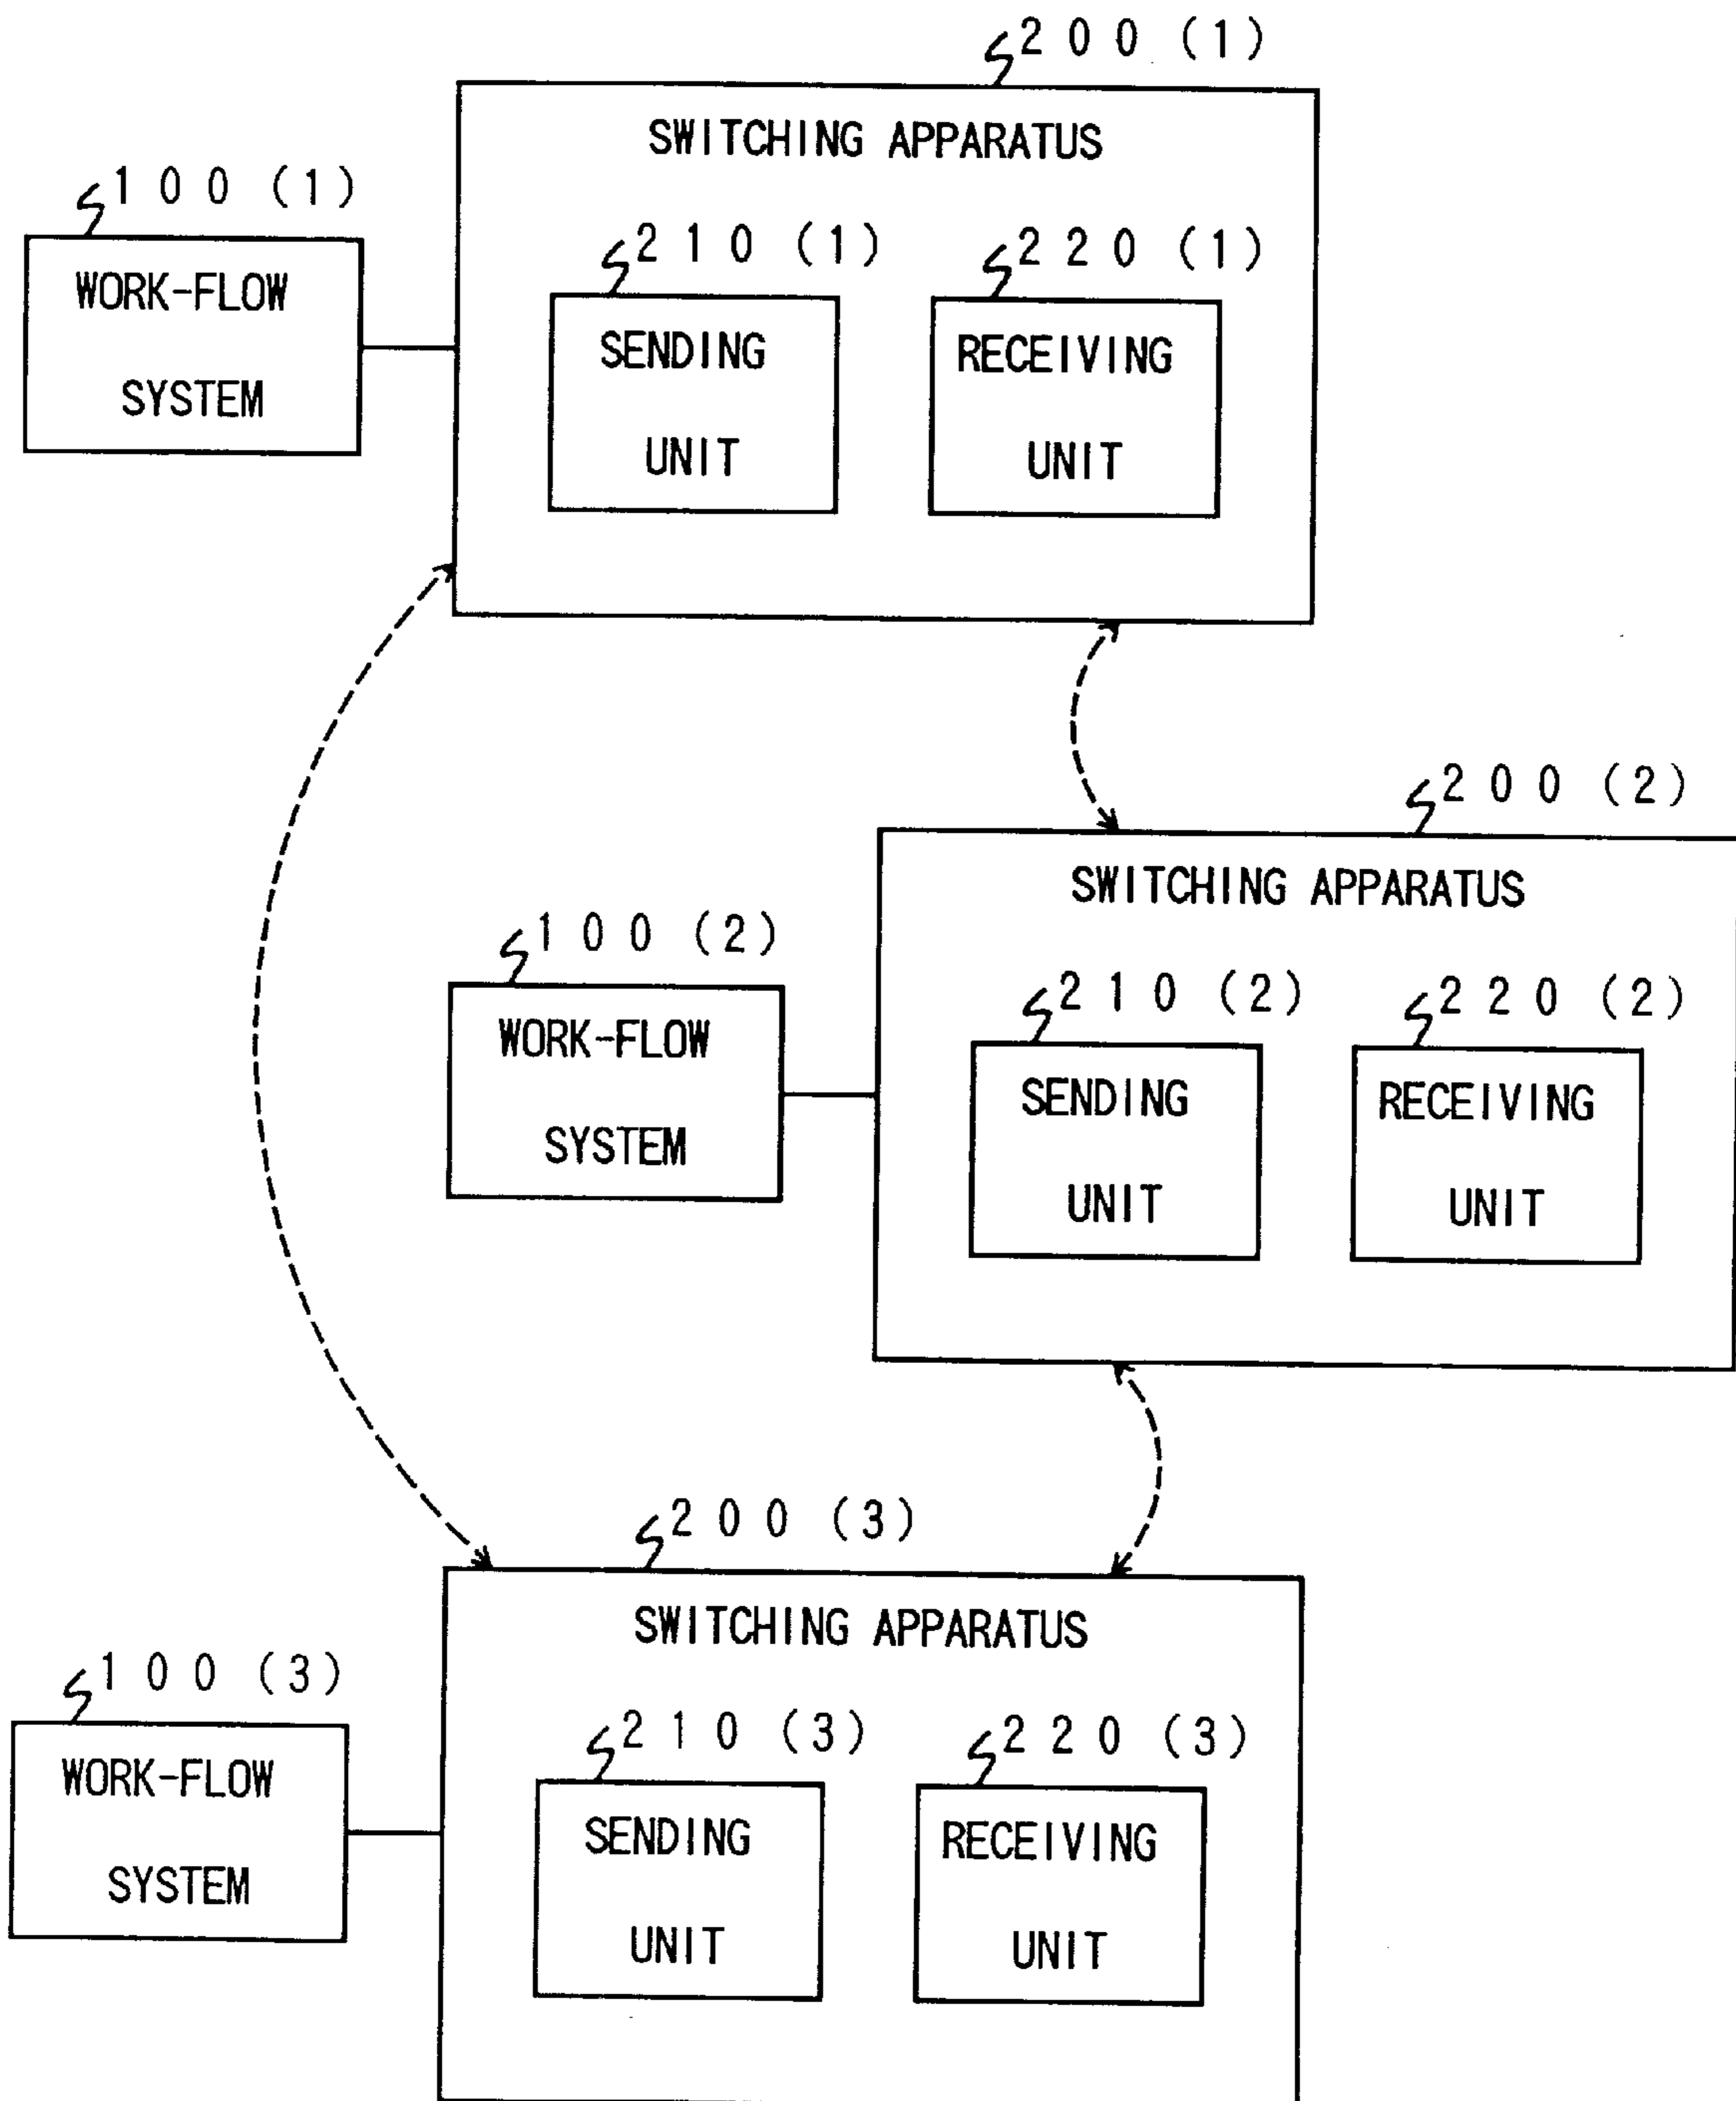 200 (1)
SWITCHING APPARATUS
100 (1)
WORK-FLOW
SYSTEM
210 (1)
SENDING
UNIT
220 (1)
RECEIVING
UNIT
200 (2)
SWITCHING APPARATUS
100 (2)
WORK-FLOW
SYSTEM
210 (2)
SENDING
UNIT
220 (2)
RECEIVING
UNIT
200 (3)
SWITCHING APPARATUS
100 (3)
WORK-FLOW
SYSTEM
210 (3)
SENDING
UNIT
220 (3)
RECEIVING
UNIT